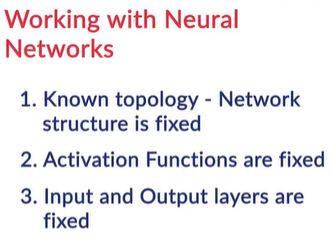 Working with Neural
Networks
1. Known topology - Network
structure is fixed
2. Activation Functions are fixed
3. Input and Output layers are
fixed